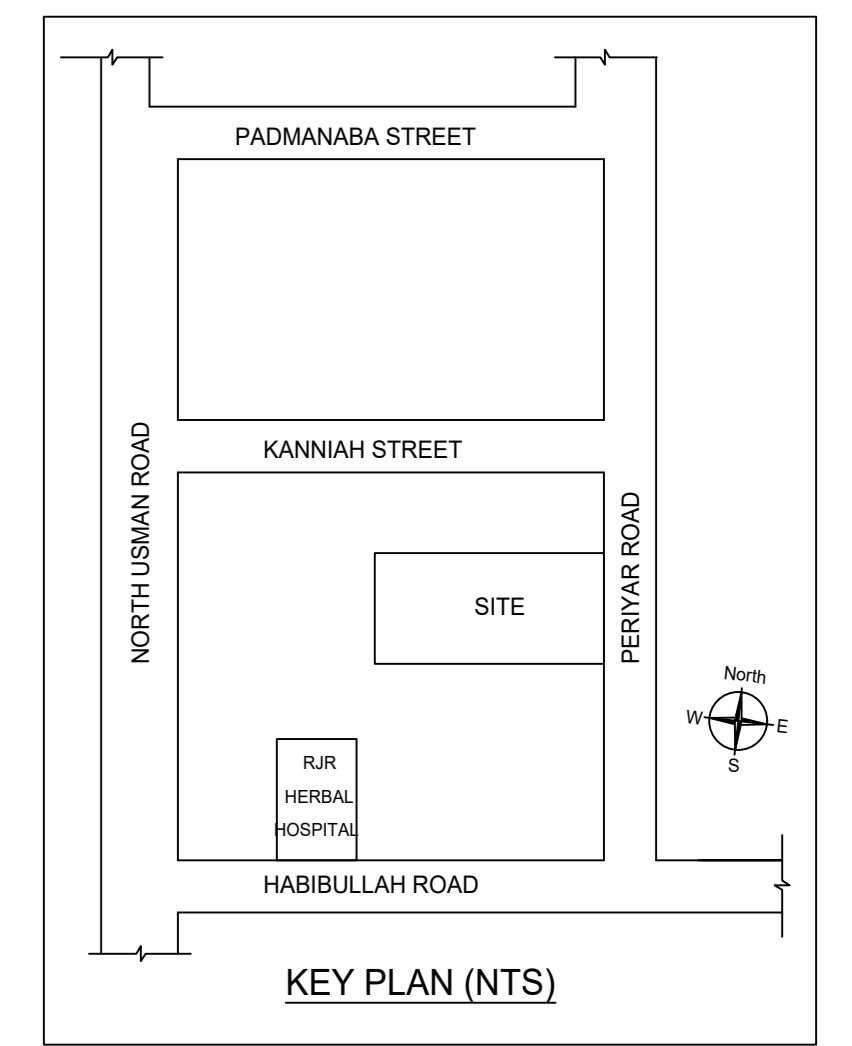 PADMANABA STREET
KANNIAH STREET
NORTH USMAN ROAD
PERIYAR ROAD
SITE
North
W
E
S
RJR
HERBAL
HOSPITAL
HABIBULLAH ROAD
KEY PLAN (NTS)